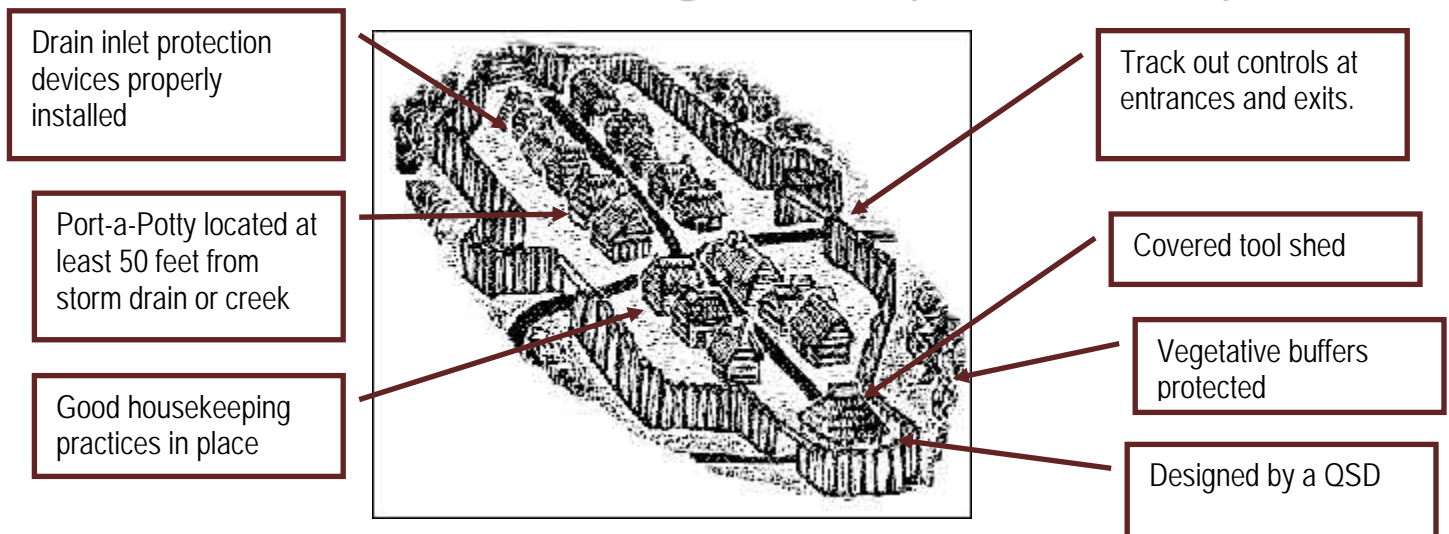 Drain inlet protection
devices properly
installed
Port-a-Potty located at
least 50 feet from
storm drain or creek
Good housekeeping
practices in place
Track out controls at
entrances and exits.
Covered tool shed
Vegetative buffers
protected
Designed by a QSD